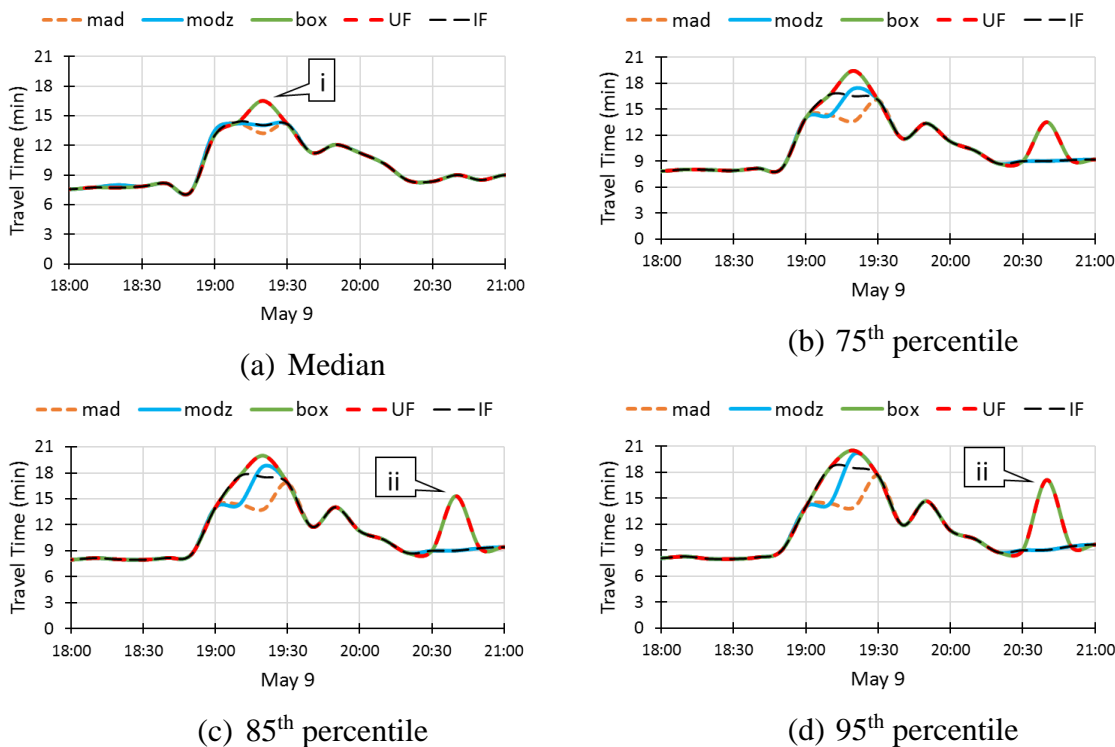 mad modz box UF IF
21
18
15
12
9
6
3
0
Travel Time (min)
i
18:00 18:30 19:00 19:30 20:00 20:30 21:00
May 9
(a) Median
mad modz box UF IF
21
18
15
12
9
6
3
0
Travel Time (min)
18:00 18:30 19:00 19:30 20:00 20:30 21:00
May 9
(b) 75th percentile
mad modz box UF IF
21
18
15
12
9
6
3
0
Travel Time (min)
ii
18:00 18:30 19:00 19:30 20:00 20:30 21:00
May 9
(c) 85th percentile
mad modz box UF IF
21
18
15
12
9
6
3
0
Travel Time (min)
ii
18:00 18:30 19:00 19:30 20:00 20:30 21:00
May 9
(d) 95th percentile